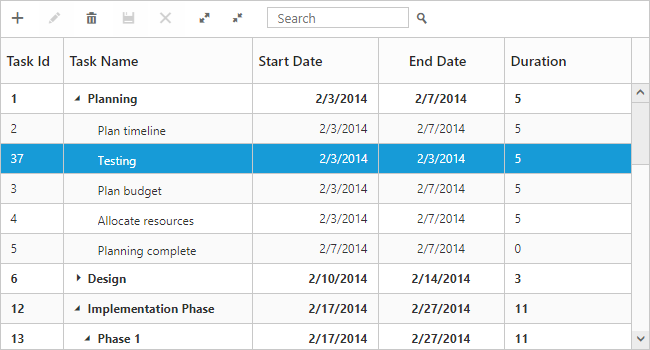 Search
Task Id Task Name Start Date End Date Duration
1 Planning 2/3/2014 2/7/2014 5
2 Plan timeline 2/3/2014 2/7/2014 5
37 Testing 2/3/2014 2/3/2014 5
3 Plan budget 2/3/2014 2/7/2014 5
4 Allocate resources 2/3/2014 2/7/2014 5
5 Planning complete 2/7/2014 2/7/2014 0
6 Design 2/10/2014 2/14/2014 3
12 Implementation Phase 2/17/2014 2/27/2014 11
13 Phase 1 2/17/2014 2/27/2014 11